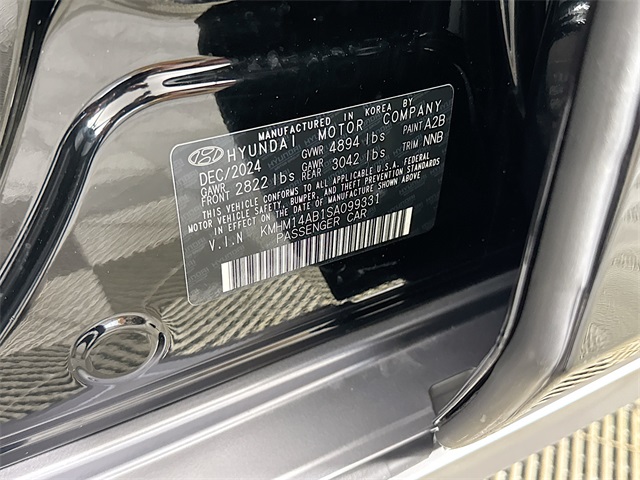 MANUFACTURED IN KOREA BY
HYUNDAI MOTOR COMPANY
DEC/2024 GVWR 4894 lbs PAINT A2B
GAWR FRONT 2822 lbs GAWR REAR 3042 lbs TRIM NNB
THIS VEHICLE CONFORMS TO ALL APPLICABLE U.S.A. FEDERAL
MOTOR VEHICLE SAFETY, BUMPER, AND THEFT PREVENTION STANDARDS
IN EFFECT ON THE DATE OF MANUFACTURE SHOWN ABOVE.
V.I.N KMHM14AB1SA099331
PASSENGER CAR